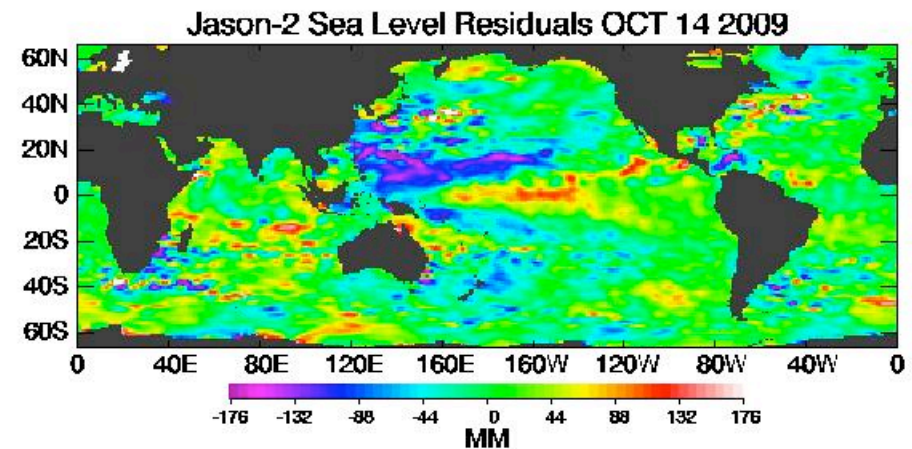 Jason-2 Sea Level Residuals OCT 14 2009
60N
40N
20N
0
20S
40S
60S
0 40E 80E 120E 160E 160W 120W 80W 40W 0
-176 -132 -88 -44 0 44 88 132 176
MM